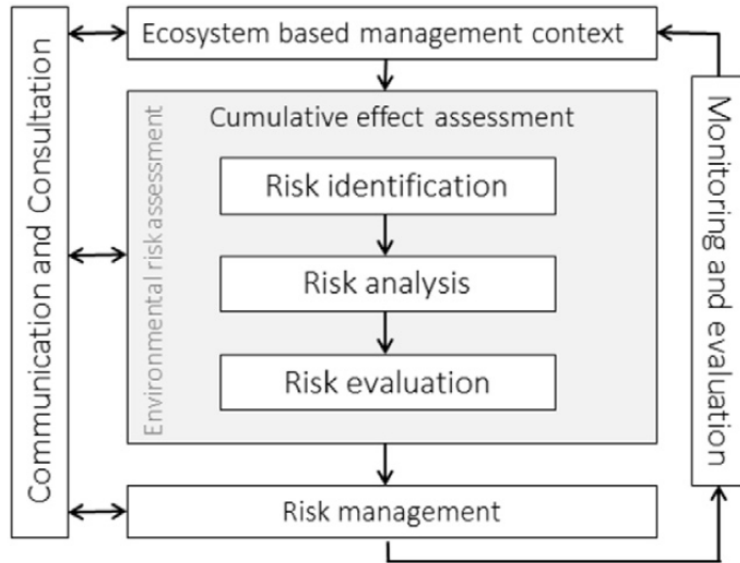 Communication and Consultation
Ecosystem based management context
Environmental risk assessment
Cumulative effect assessment
Risk identification
Risk analysis
Risk evaluation
Risk management
Monitoring and evaluation